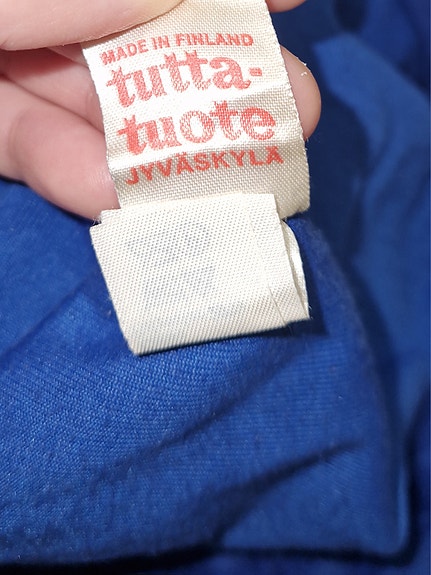 MADE IN FINLAND
tutta-
tuote
JYVÄSKYLÄ